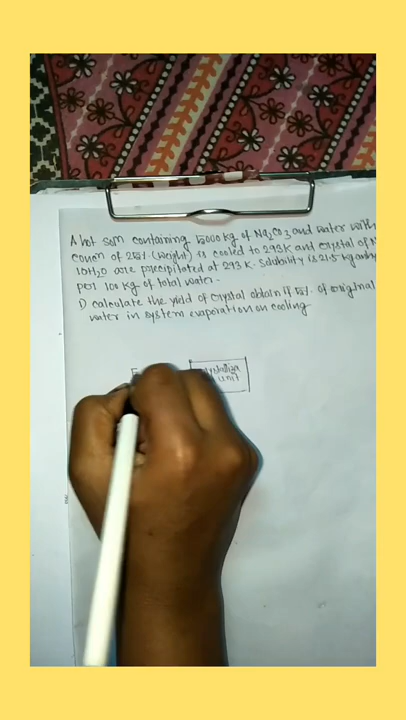 A hot soln containing 5000 kg of Na2CO3 and water with
concn of 25%. (weight) is cooled to 293K and crystal of
10H2O are precipitated at 293 K. Solubility is 21.5 kg
per 100 kg of total water.
1) calculate the yield of crystal obtain if 5%. of original
water in system evaporation on cooling
unit